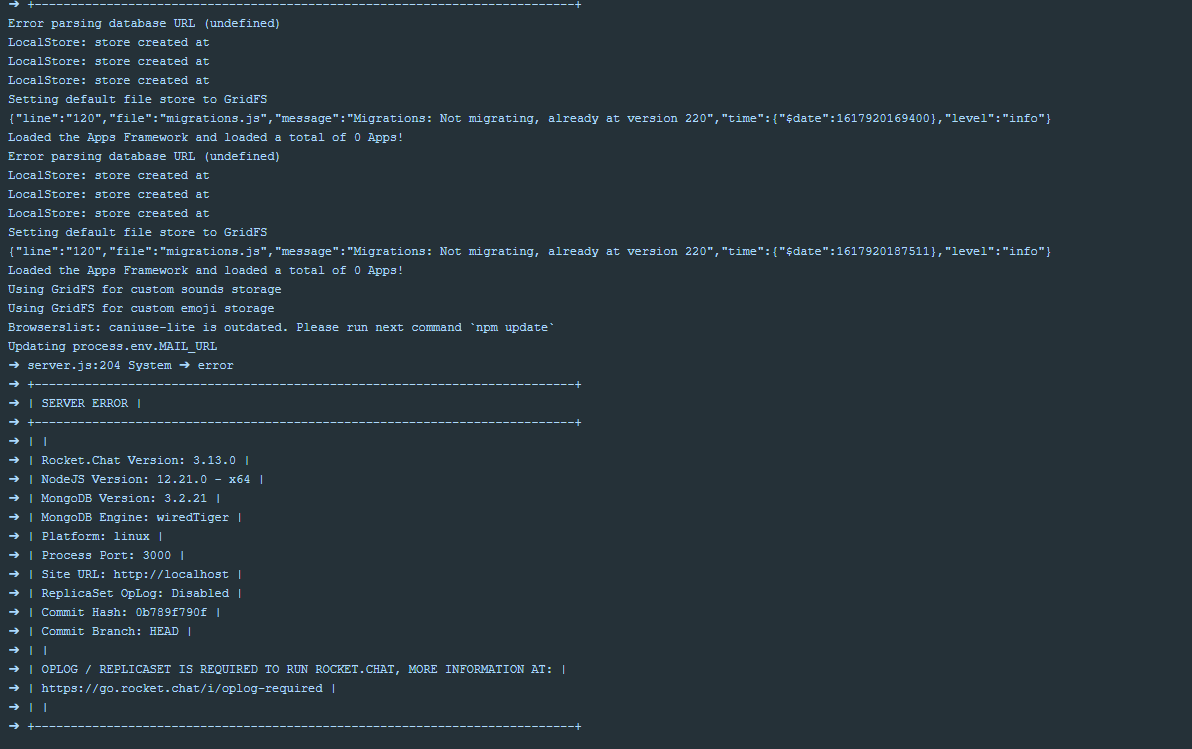 ➔ +---------------------------------------------------------------------------+
Error parsing database URL (undefined)
LocalStore: store created at
LocalStore: store created at
LocalStore: store created at
Setting default file store to GridFS
{"line":"120","file":"migrations.js","message":"Migrations: Not migrating, already at version 220","time":{"$date":1617920169400},"level":"info"}
Loaded the Apps Framework and loaded a total of 0 Apps!
Error parsing database URL (undefined)
LocalStore: store created at
LocalStore: store created at
LocalStore: store created at
Setting default file store to GridFS
{"line":"120","file":"migrations.js","message":"Migrations: Not migrating, already at version 220","time":{"$date":1617920187511},"level":"info"}
Loaded the Apps Framework and loaded a total of 0 Apps!
Using GridFS for custom sounds storage
Using GridFS for custom emoji storage
Browserslist: caniuse-lite is outdated. Please run next command `npm update`
Updating process.env.MAIL_URL
➔ server.js:204 System ➔ error
➔ +---------------------------------------------------------------------------+
➔ | SERVER ERROR |
➔ +---------------------------------------------------------------------------+
➔ | |
➔ | Rocket.Chat Version: 3.13.0 |
➔ | NodeJS Version: 12.21.0 - x64 |
➔ | MongoDB Version: 3.2.21 |
➔ | MongoDB Engine: wiredTiger |
➔ | Platform: linux |
➔ | Process Port: 3000 |
➔ | Site URL: http://localhost |
➔ | ReplicaSet OpLog: Disabled |
➔ | Commit Hash: 0b789f790f |
➔ | Commit Branch: HEAD |
➔ | |
➔ | OPLOG / REPLICASET IS REQUIRED TO RUN ROCKET.CHAT, MORE INFORMATION AT: |
➔ | https://go.rocket.chat/i/oplog-required |
➔ | |
➔ +---------------------------------------------------------------------------+